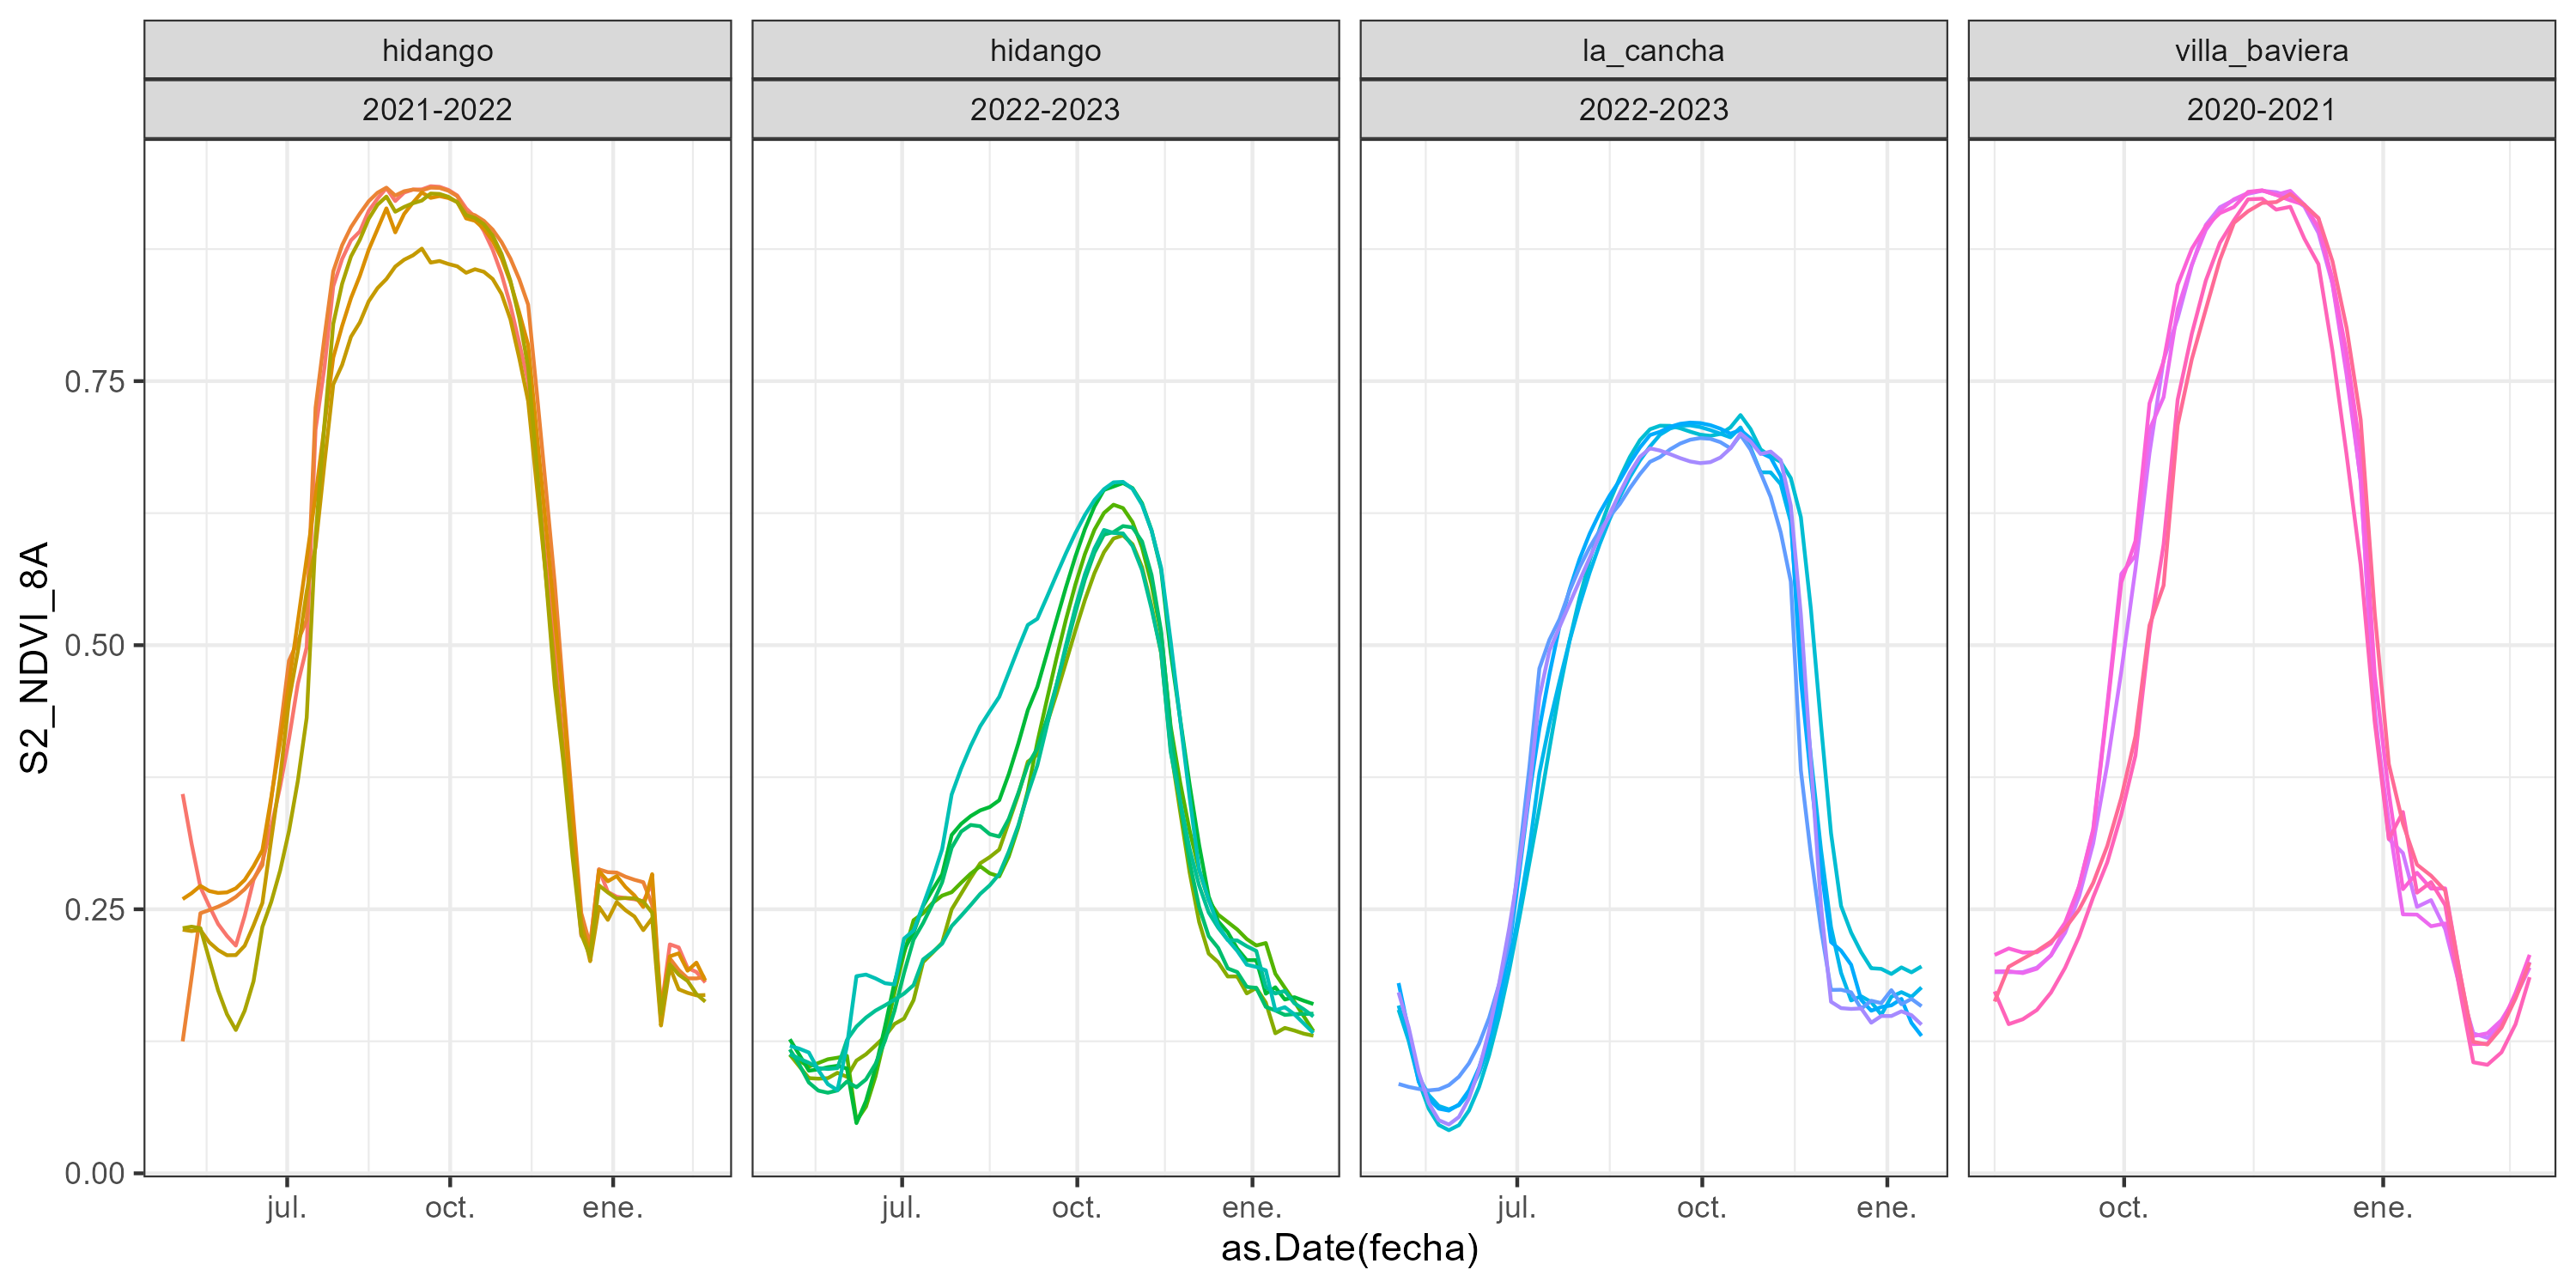 hidango
hidango
la_cancha
villa_baviera
2021-2022
2022-2023
2022-2023
2020-2021
S2_NDVI_8A
0.75
0.50
0.25
0.00
jul.
oct.
ene.
jul.
oct.
ene.
jul.
oct.
ene.
oct.
ene.
as.Date(fecha)